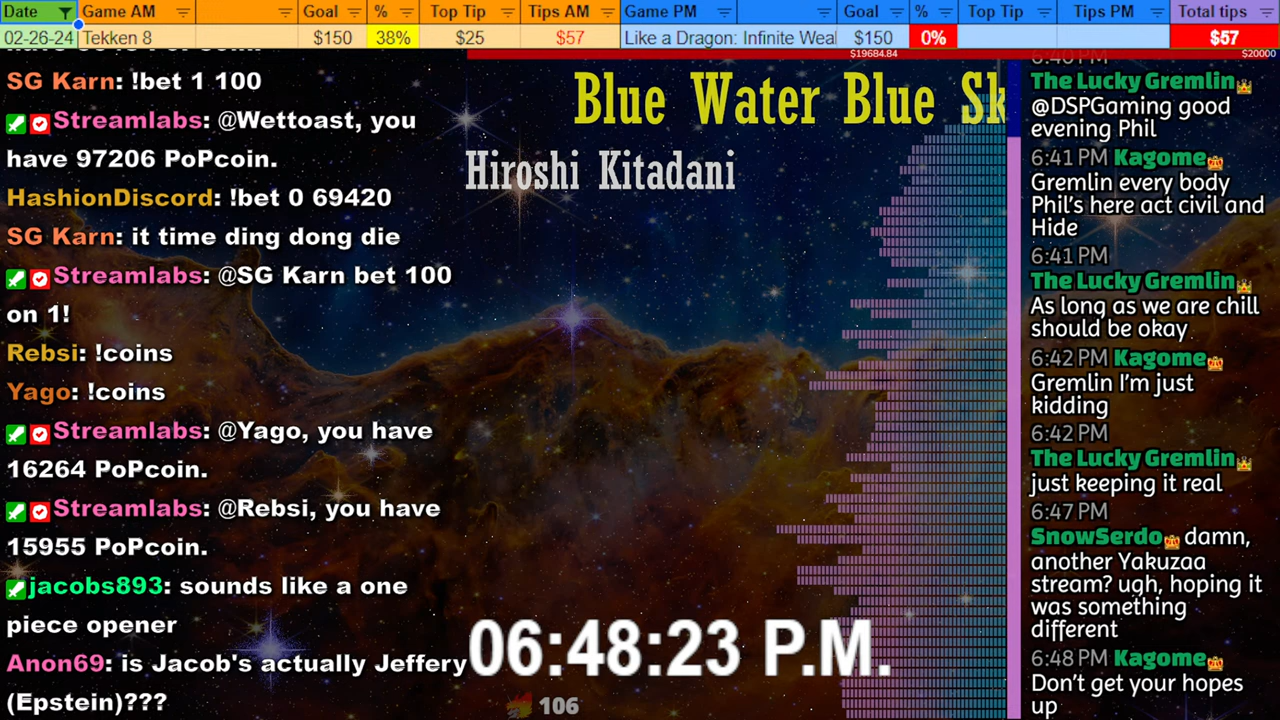 Date Game AM Goal % Top Tip Tips AM Game PM Goal % Top Tip Tips PM Total tips
02-26-24 Tekken 8 $150 38% $25 $57 Like a Dragon: Infinite Weal $150 0% $57
$19684.84 $20000
SG Karn: !bet 1 100
Streamlabs: @Wettoast, you
have 97206 PoPcoin.
HashionDiscord: !bet 0 69420
SG Karn: it time ding dong die
Streamlabs: @SG Karn bet 100
on 1!
Rebsi: !coins
Yago: !coins
Streamlabs: @Yago, you have
16264 PoPcoin.
Streamlabs: @Rebsi, you have
15955 PoPcoin.
jacobs893: sounds like a one
piece opener
Anon69: is Jacob's actually Jeffery
(Epstein)???
Blue Water Blue Sk
Hiroshi Kitadani
06:48:23 P.M.
106
6:40 PM
The Lucky Gremlin
@DSPGaming good
evening Phil
6:41 PM Kagome
Gremlin every body
Phil's here act civil and
Hide
6:41 PM
The Lucky Gremlin
As long as we are chill
should be okay
6:42 PM Kagome
Gremlin I'm just
kidding
6:42 PM
The Lucky Gremlin
just keeping it real
6:47 PM
SnowSerdo damn,
another Yakuzaa
stream? ugh, hoping it
was something
different
6:48 PM Kagome
Don't get your hopes
up